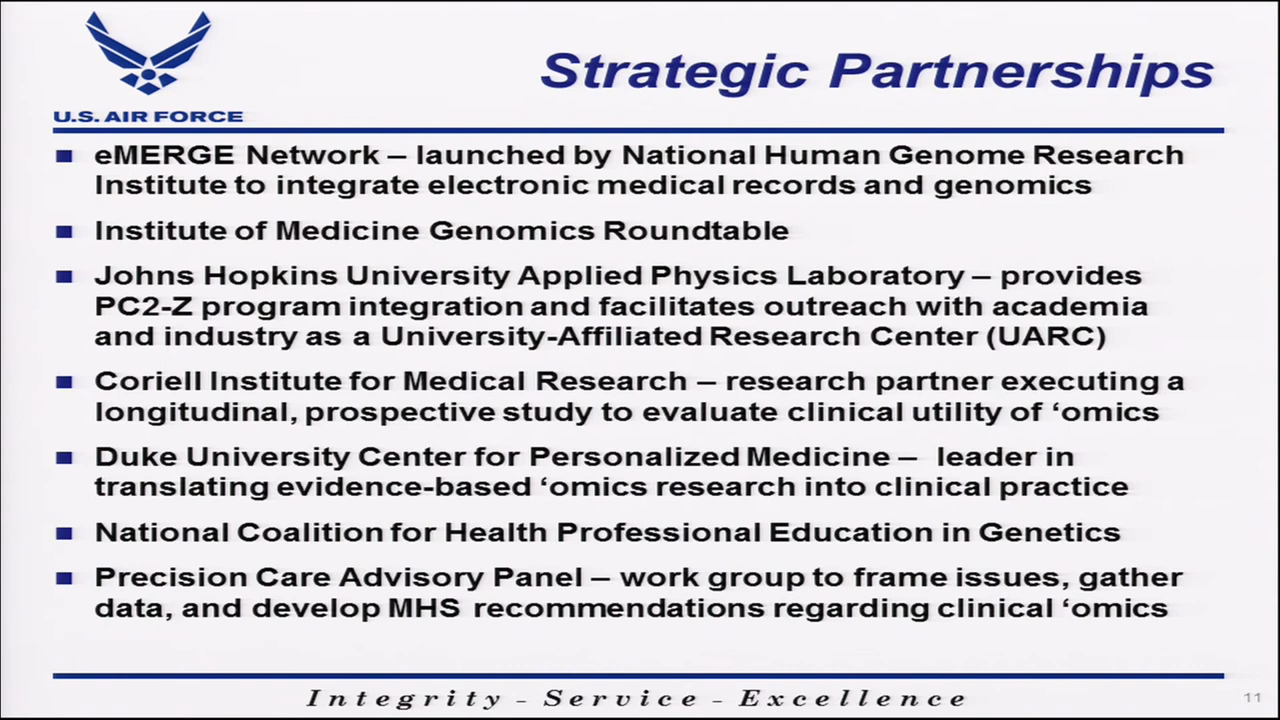 Strategic Partnerships
U.S. AIR FORCE
■ eMERGE Network – launched by National Human Genome Research
Institute to integrate electronic medical records and genomics
■ Institute of Medicine Genomics Roundtable
■ Johns Hopkins University Applied Physics Laboratory – provides
PC2-Z program integration and facilitates outreach with academia
and industry as a University-Affiliated Research Center (UARC)
■ Coriell Institute for Medical Research – research partner executing a
longitudinal, prospective study to evaluate clinical utility of ‘omics
■ Duke University Center for Personalized Medicine – leader in
translating evidence-based ‘omics research into clinical practice
■ National Coalition for Health Professional Education in Genetics
■ Precision Care Advisory Panel – work group to frame issues, gather
data, and develop MHS recommendations regarding clinical ‘omics
Integrity - Service - Excellence
11